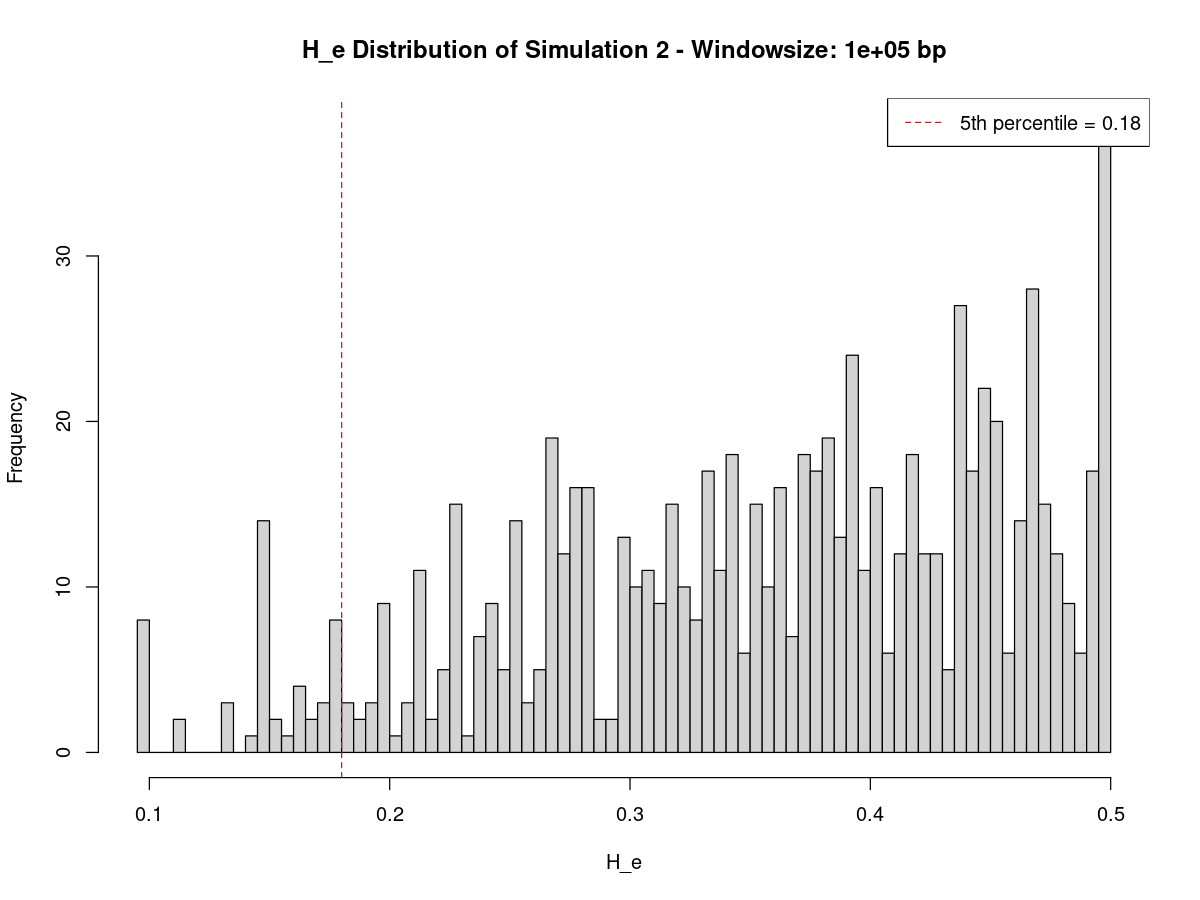 H_e Distribution of Simulation 2 - Windowsize: 1e+05 bp
5th percentile = 0.18
Frequency
30
20
10
0
0.1 0.2 0.3 0.4 0.5
H_e